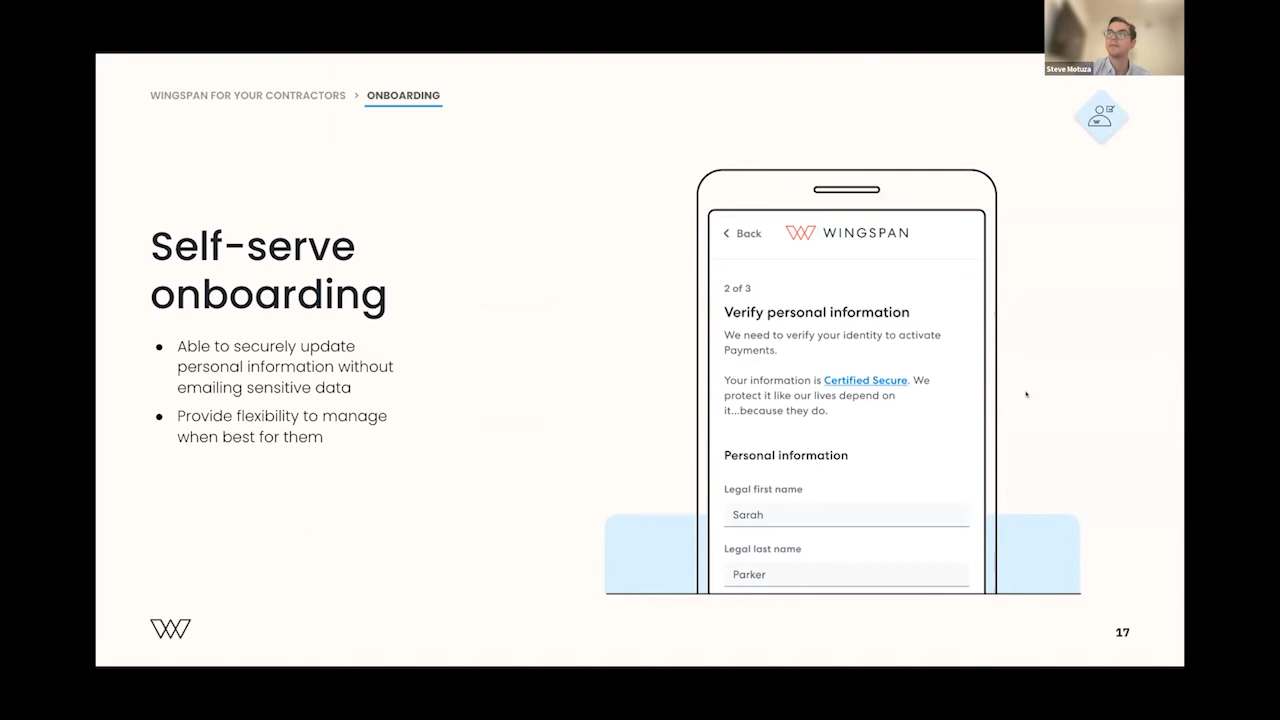 Steve Motuza
WINGSPAN FOR YOUR CONTRACTORS > ONBOARDING
Self-serve
onboarding
● Able to securely update
personal information without
emailing sensitive data
● Provide flexibility to manage
when best for them
Back
WINGSPAN
2 of 3
Verify personal information
We need to verify your identity to activate
Payments.
Your information is Certified Secure. We
protect it like our lives depend on
it...because they do.
Personal information
Legal first name
Sarah
Legal last name
Parker
17